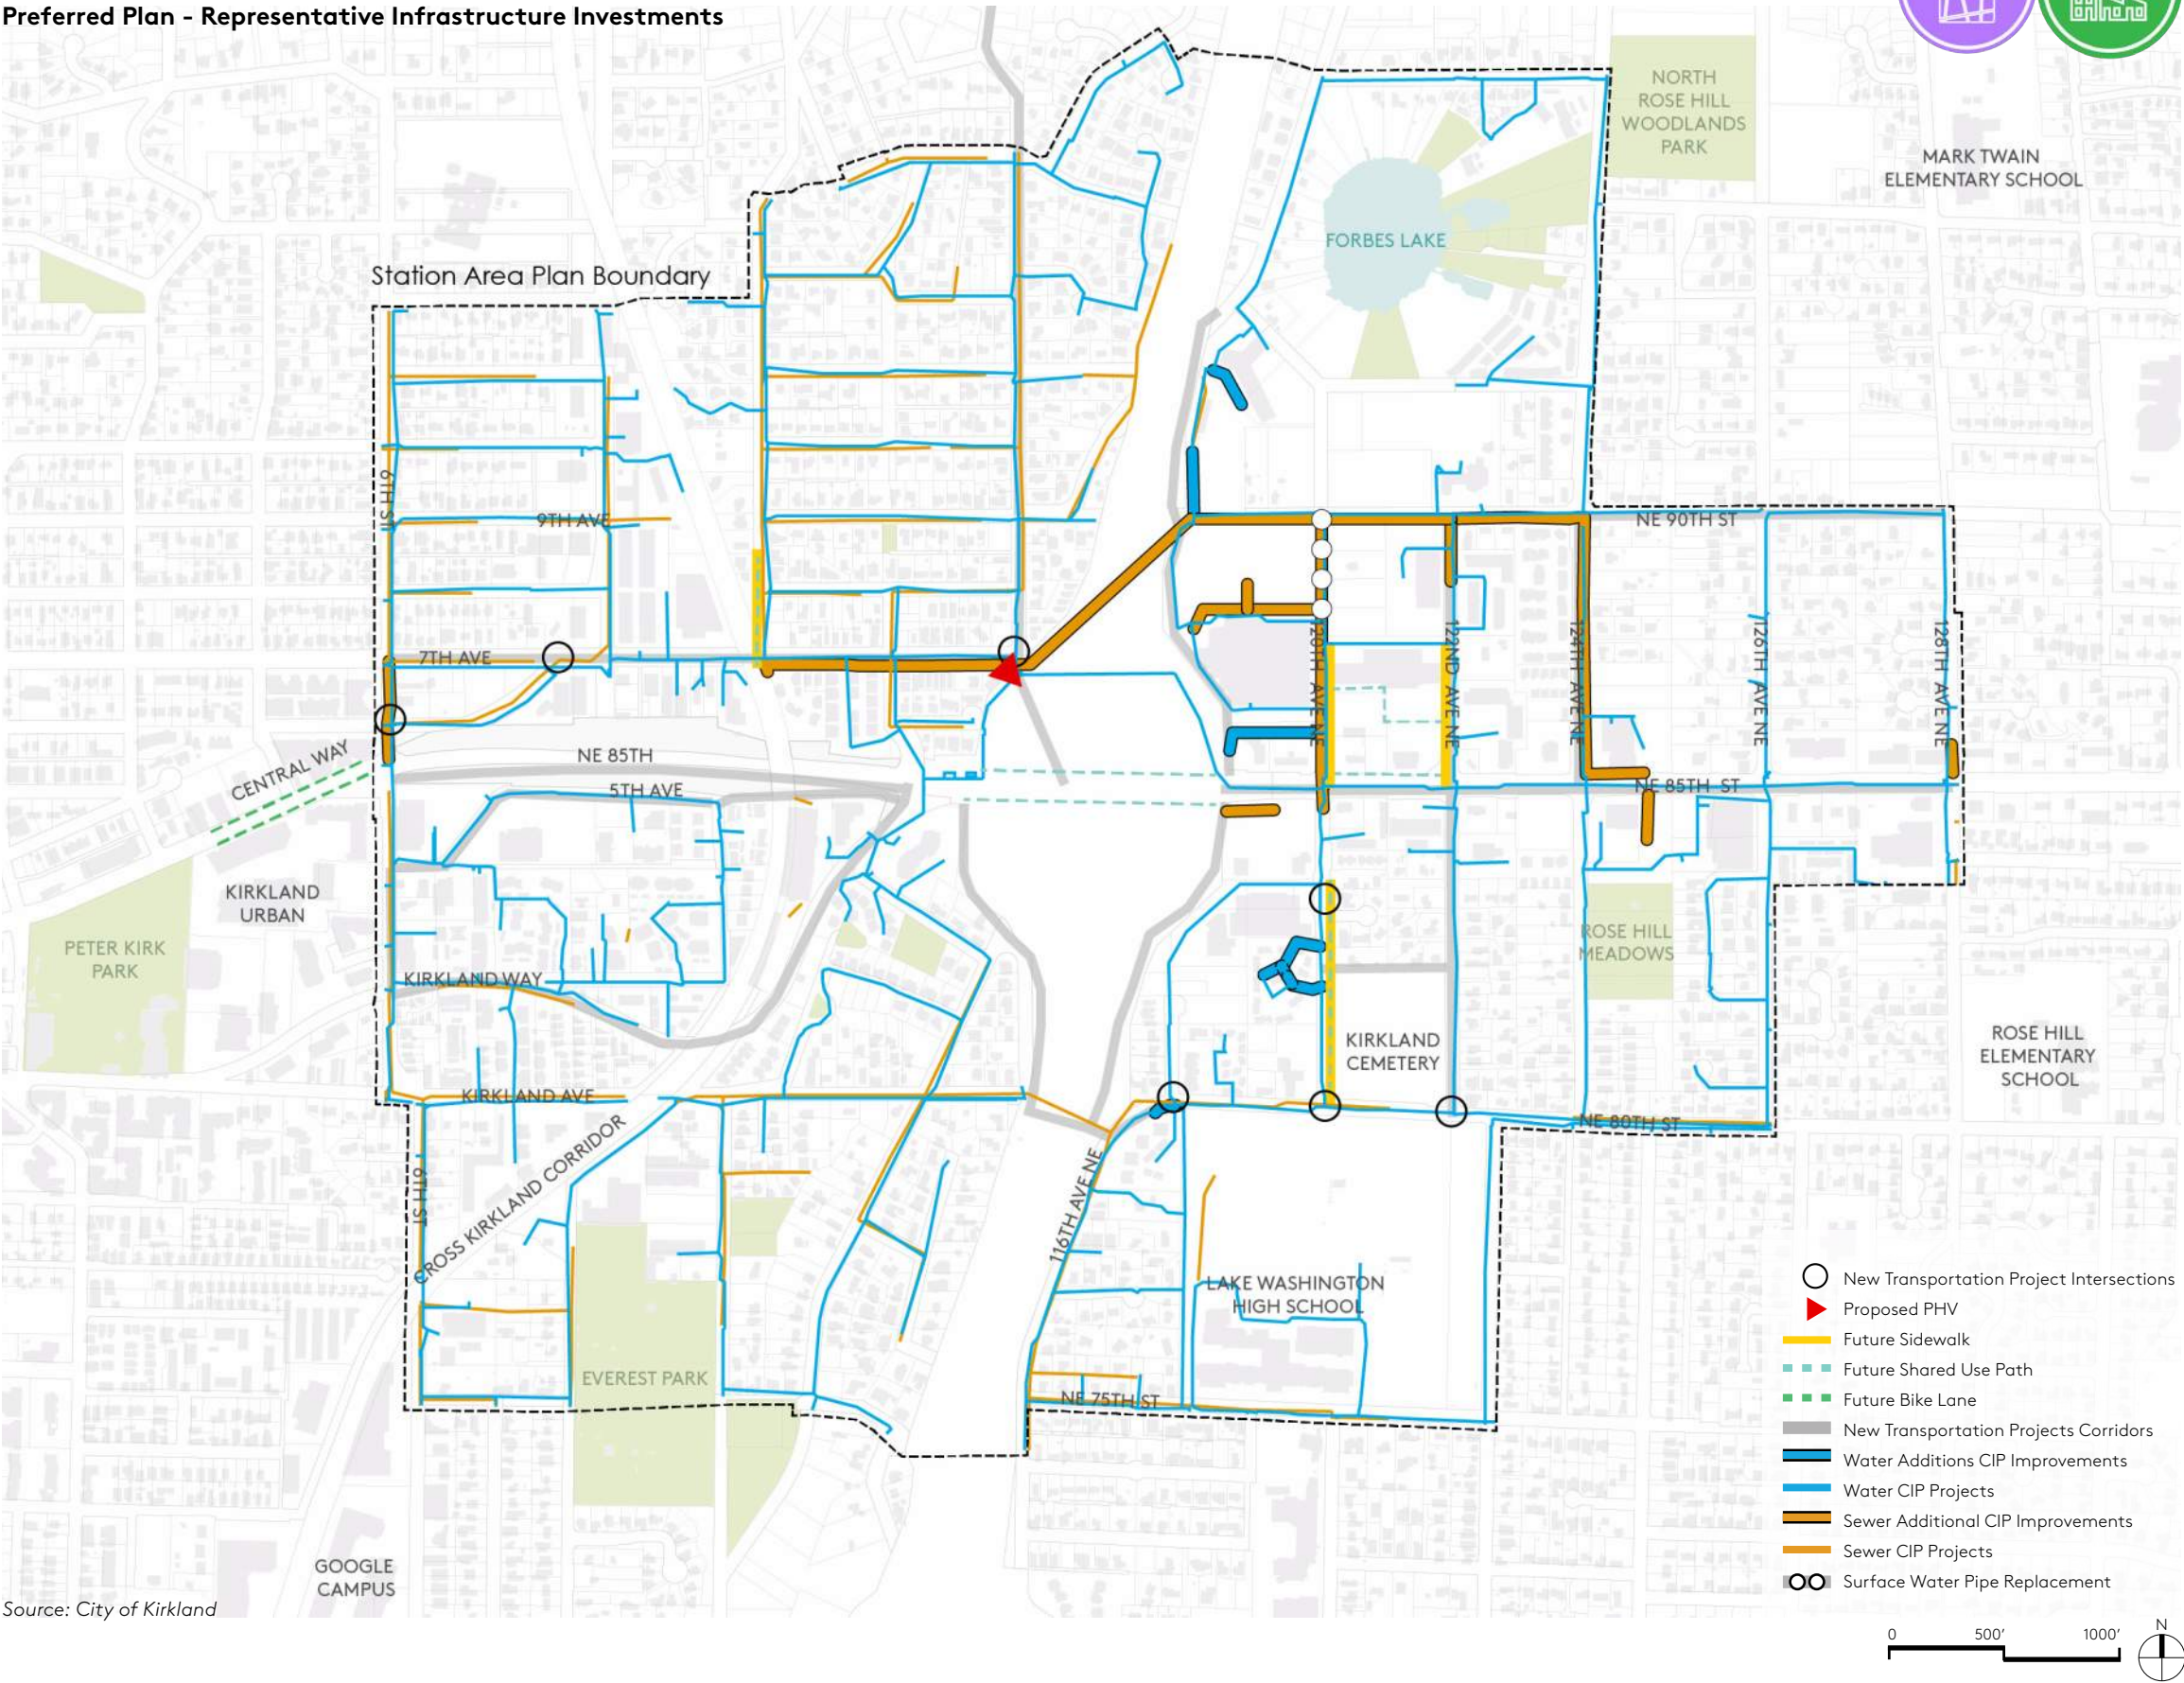 Preferred Plan - Representative Infrastructure Investments
NORTH
ROSE HILL
WOODLANDS
PARK
MARK TWAIN
ELEMENTARY SCHOOL
FORBES LAKE
Station Area Plan Boundary
6TH ST
9TH AVE
NE 90TH ST
7TH AVE
120TH AVE NE
122ND AVE NE
124TH AVE NE
126TH AVE NE
128TH AVE NE
CENTRAL WAY
NE 85TH
5TH AVE
NE 85TH ST
KIRKLAND
URBAN
PETER KIRK
PARK
ROSE HILL
MEADOWS
KIRKLAND WAY
KIRKLAND
CEMETERY
ROSE HILL
ELEMENTARY
SCHOOL
KIRKLAND AVE
NE 80TH ST
CROSS KIRKLAND CORRIDOR
6TH ST
116TH AVE NE
LAKE WASHINGTON
HIGH SCHOOL
EVEREST PARK
NE 75TH ST
GOOGLE
CAMPUS
New Transportation Project Intersections
Proposed PHV
Future Sidewalk
Future Shared Use Path
Future Bike Lane
New Transportation Projects Corridors
Water Additions CIP Improvements
Water CIP Projects
Sewer Additional CIP Improvements
Sewer CIP Projects
Surface Water Pipe Replacement
Source: City of Kirkland
0 500' 1000'
N